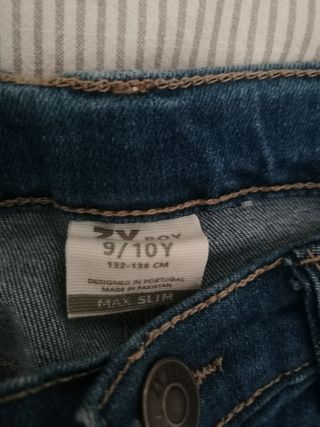 ZY BOY
9/10Y
132-138 CM
DESIGNED IN PORTUGAL
MADE IN PAKISTAN
MAX SLIM